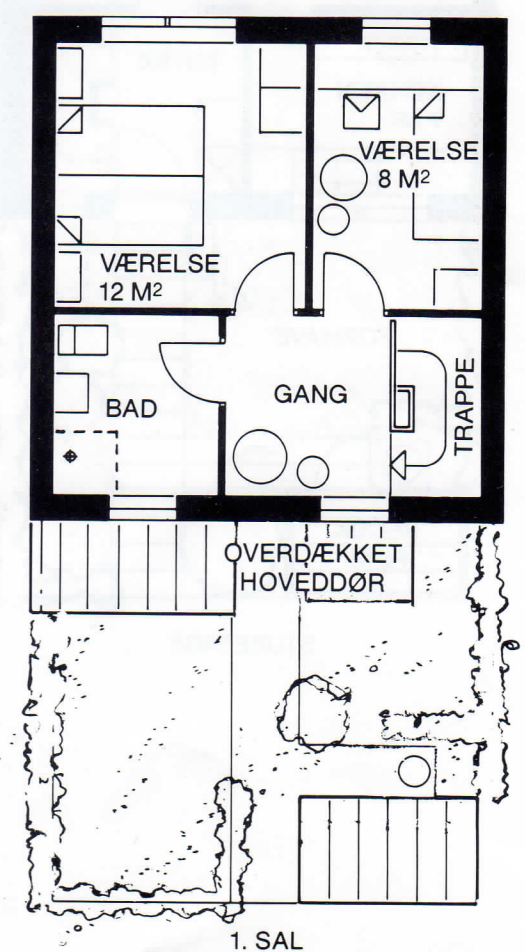 VÆRELSE
8 M²
VÆRELSE
12 M²
BAD
GANG
TRAPPE
OVERDÆKKET
HOVEDDØR
1. SAL